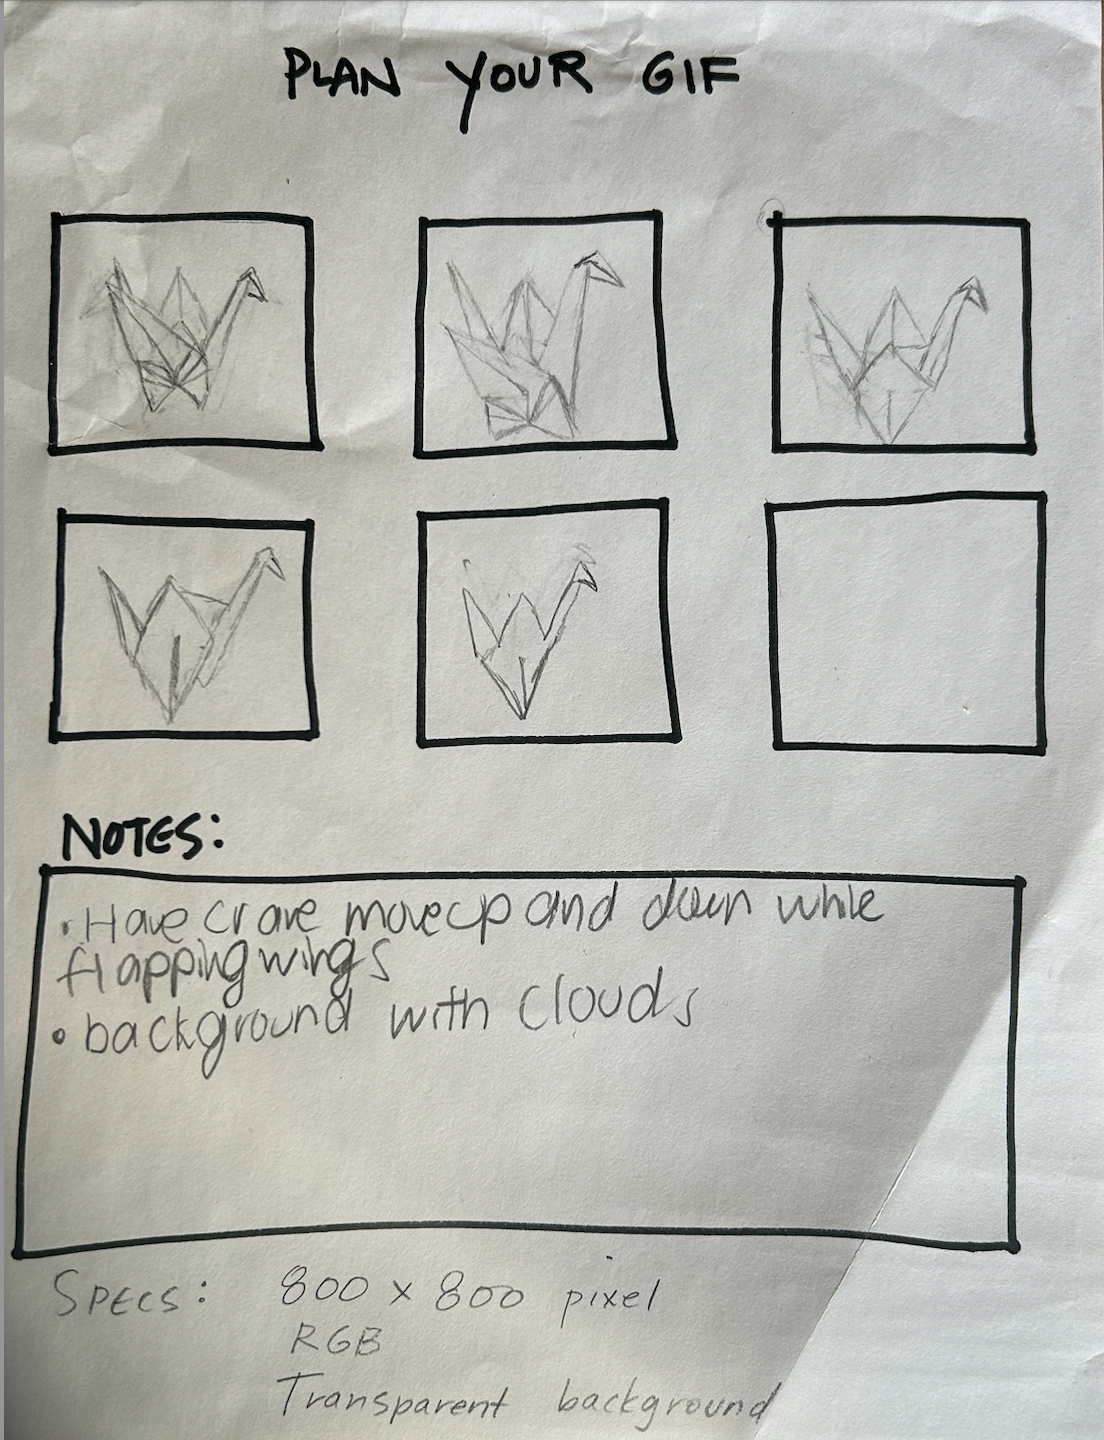 PLAN YOUR GIF
NOTES:
• Have crave move up and down while
flapping wings
• background with clouds
SPECS: 800 x 800 pixel
RGB
Transparent background